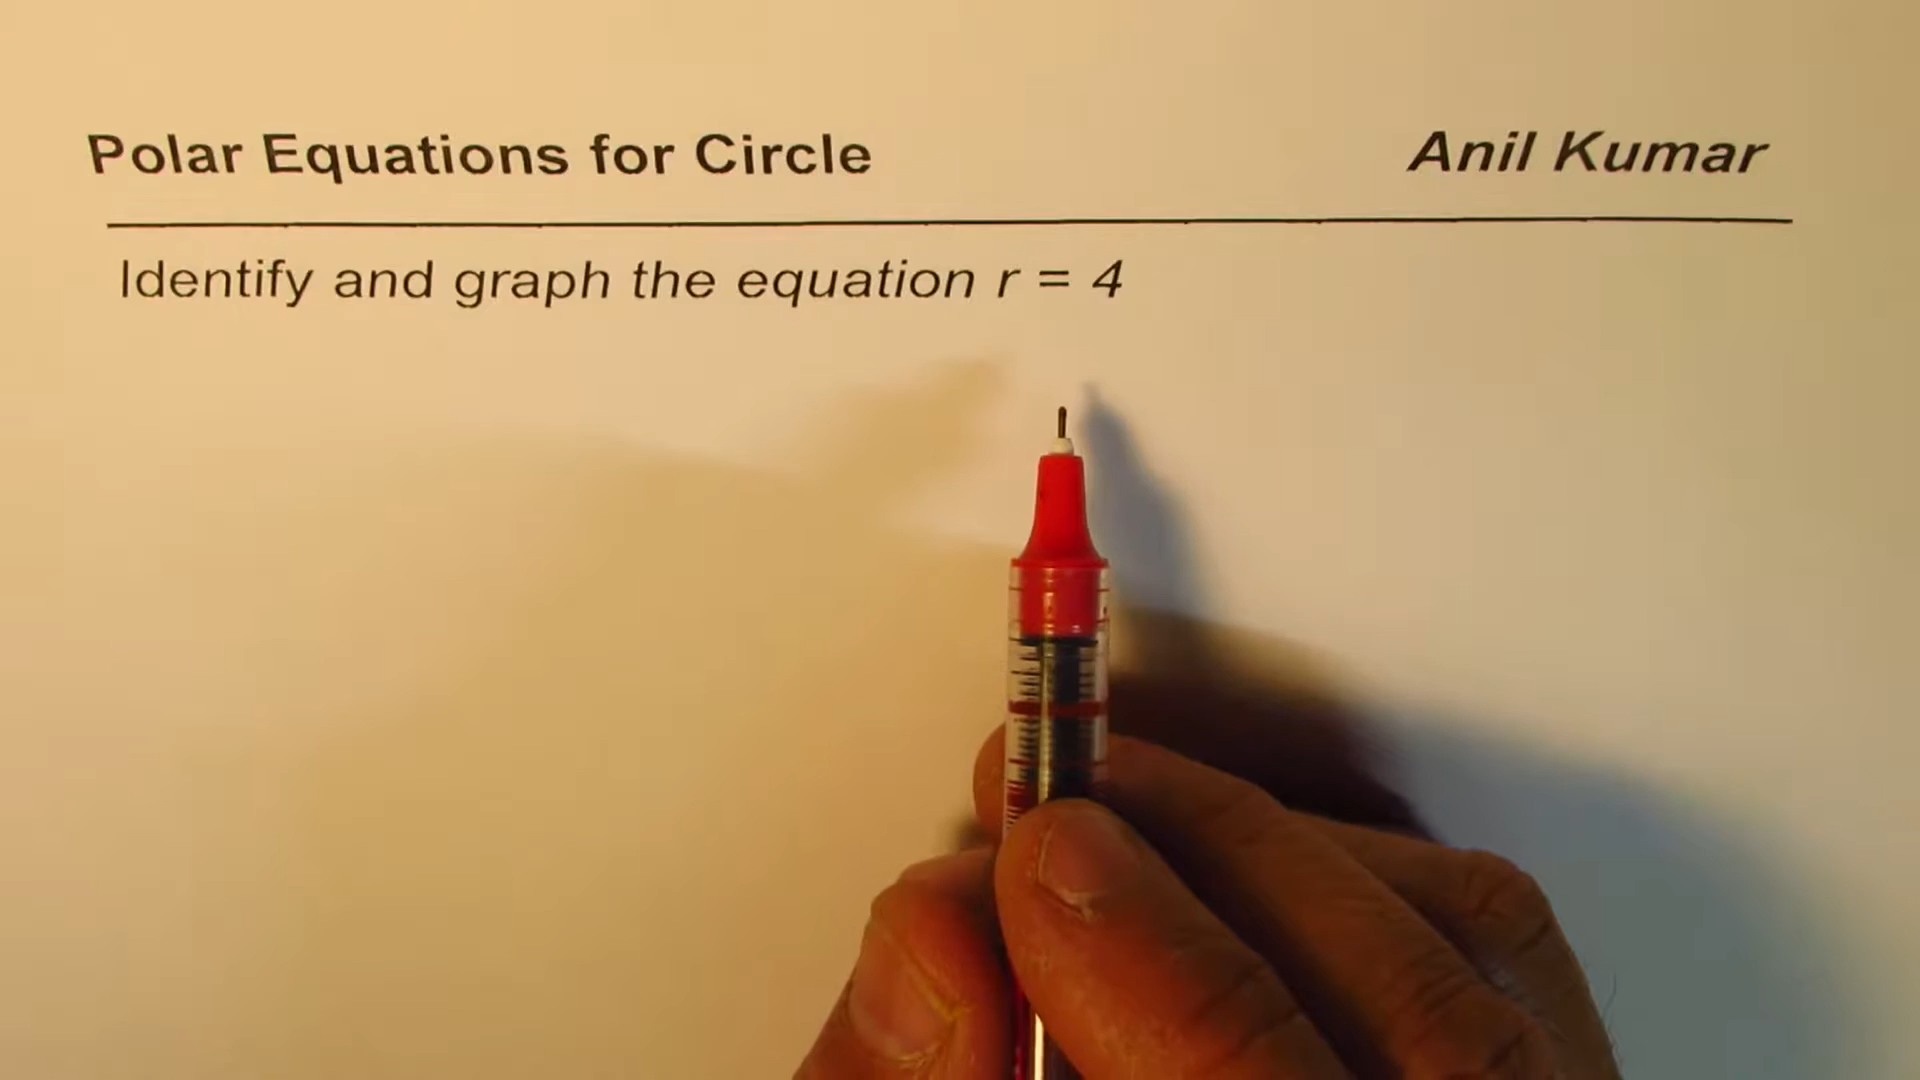 Polar Equations for Circle Anil Kumar
Identify and graph the equation r = 4